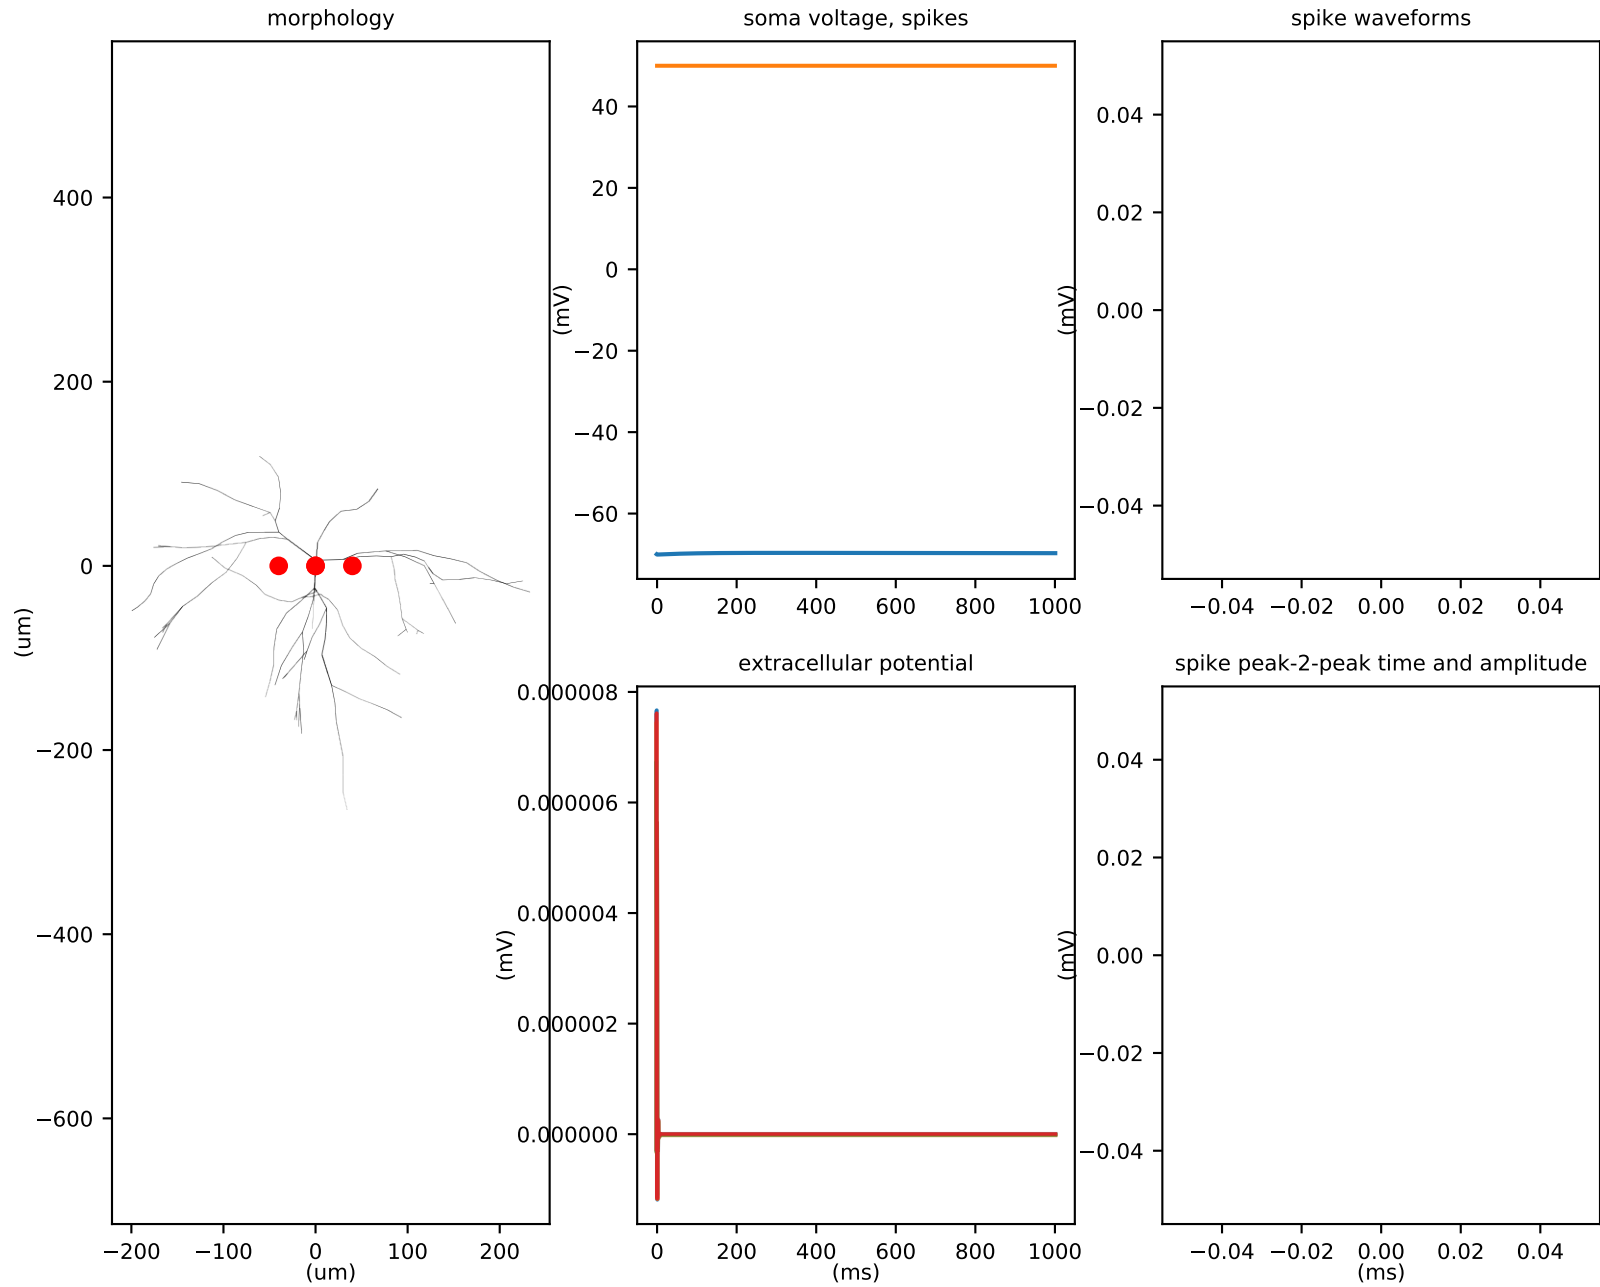 morphology
400
200
0
−200
−400
−600
(um)
−200 −100 0 100 200
(um)
soma voltage, spikes
40
20
0
−20
−40
−60
(mV)
0 200 400 600 800 1000
spike waveforms
0.04
0.02
0.00
−0.02
−0.04
(mV)
−0.04 −0.02 0.00 0.02 0.04
extracellular potential
0.000008
0.000006
0.000004
0.000002
0.000000
(mV)
0 200 400 600 800 1000
(ms)
spike peak-2-peak time and amplitude
0.04
0.02
0.00
−0.02
−0.04
(mV)
−0.04 −0.02 0.00 0.02 0.04
(ms)